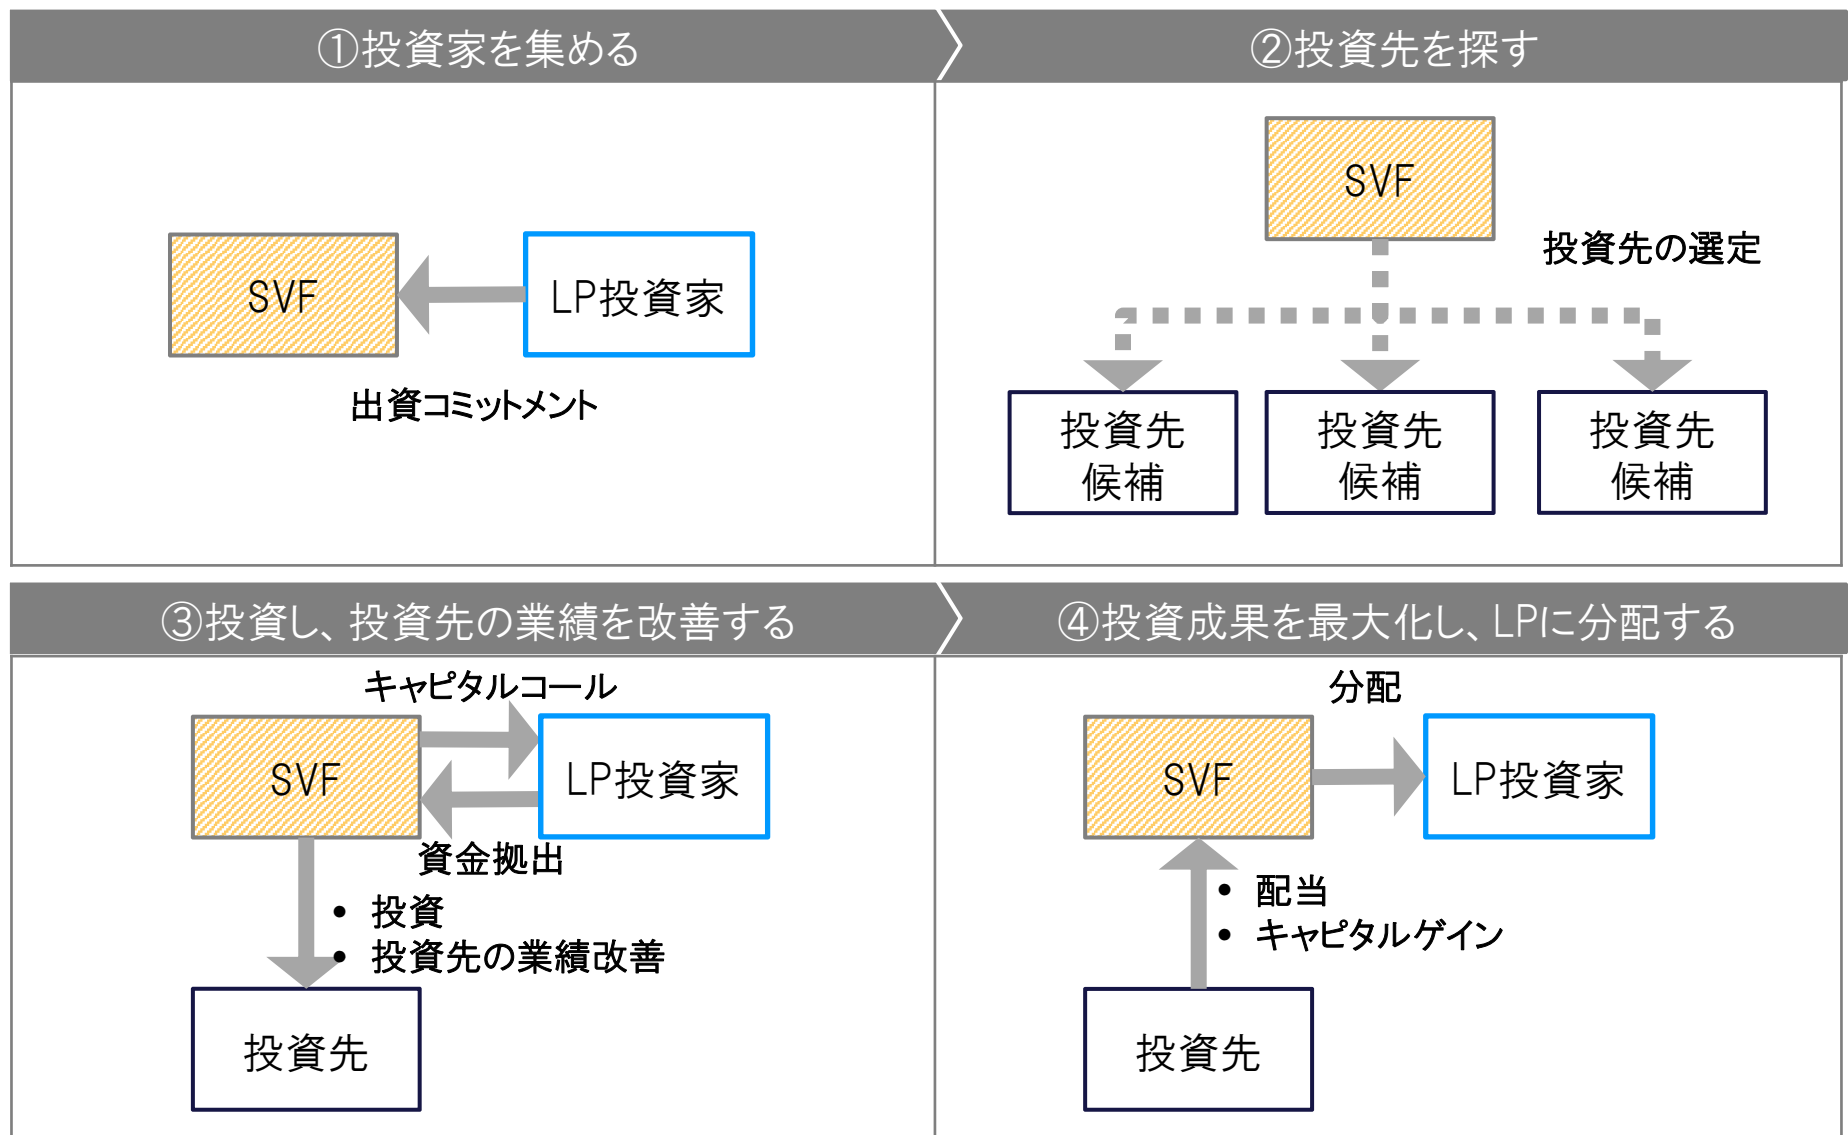 ①投資家を集める
②投資先を探す
SVF
LP投資家
出資コミットメント
SVF
投資先の選定
投資先
候補
投資先
候補
投資先
候補
③投資し、投資先の業績を改善する
④投資成果を最大化し、LPに分配する
キャピタルコール
SVF
LP投資家
資金拠出
• 投資
• 投資先の業績改善
投資先
分配
SVF
LP投資家
• 配当
• キャピタルゲイン
投資先